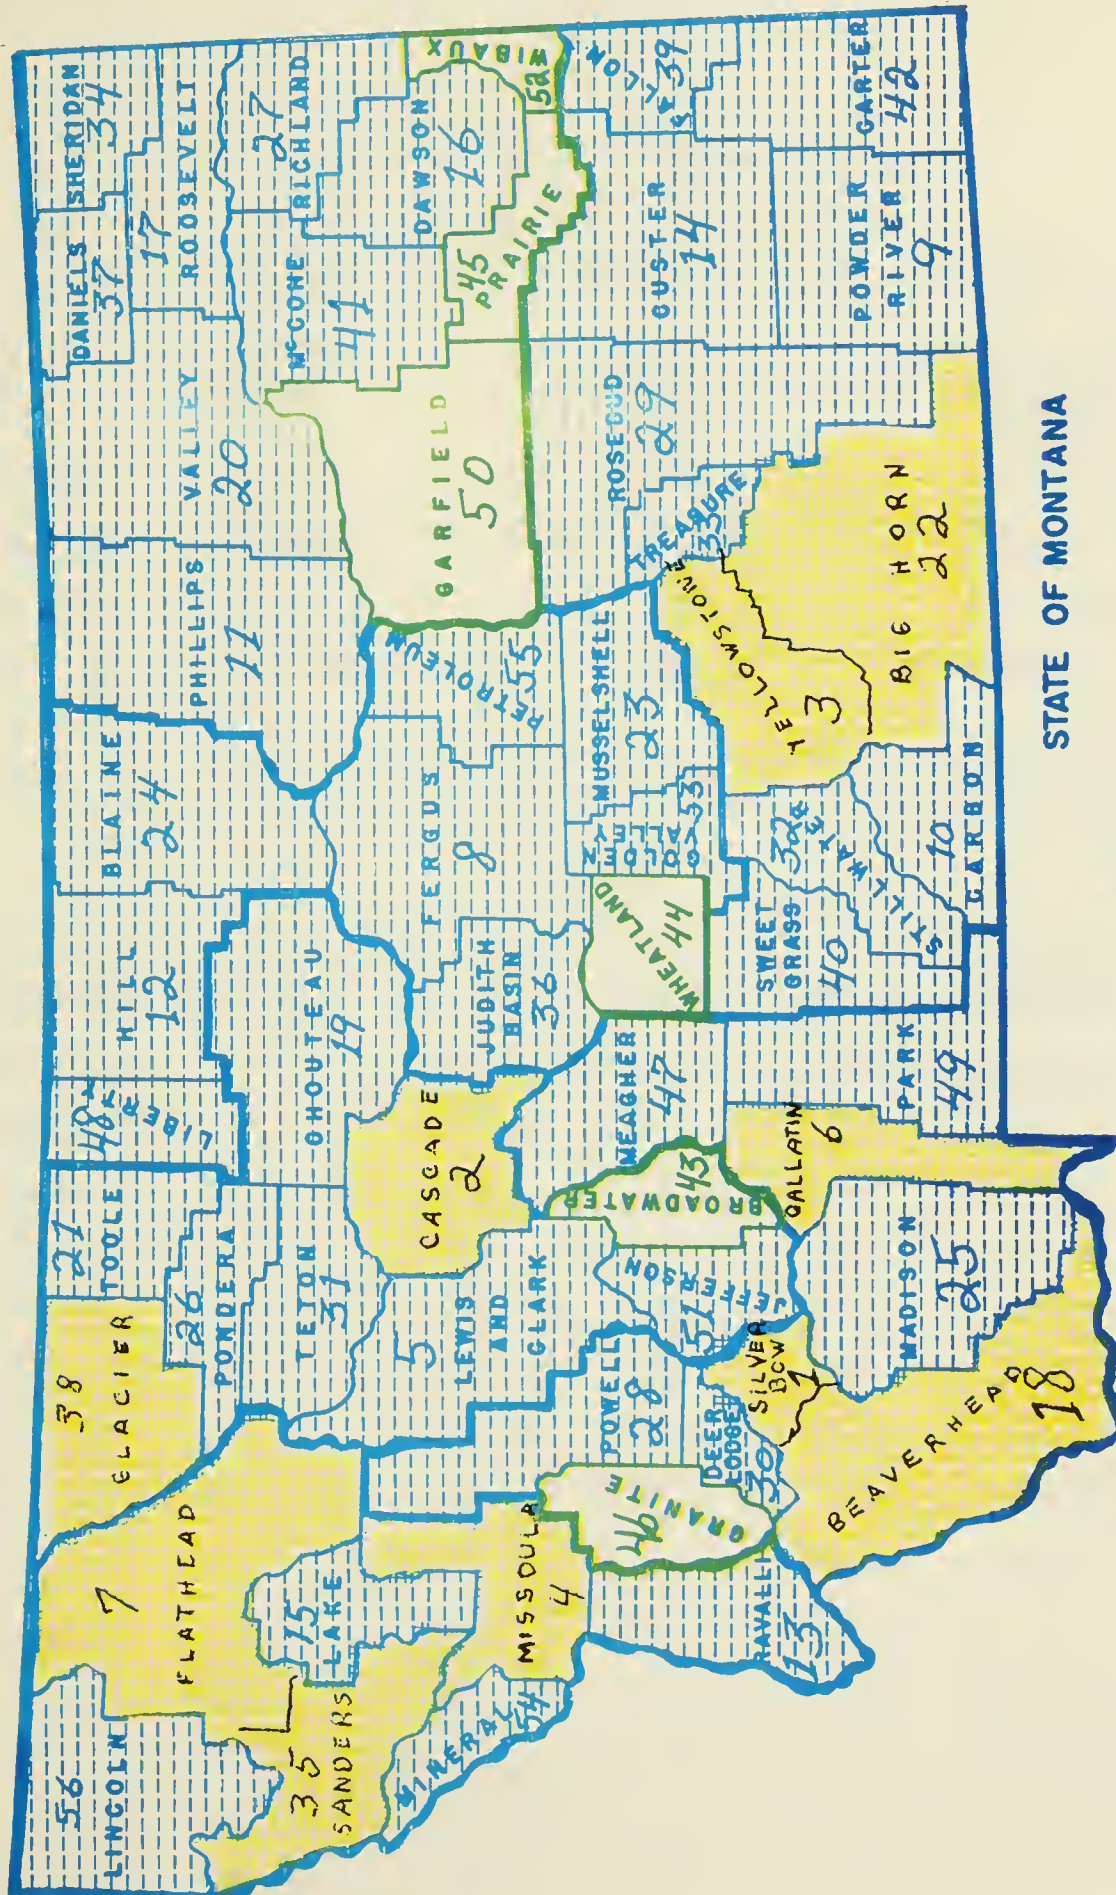 56
LINCOLN
7
FLATHEAD
38
GLACIER
21
TOOLE
26
PONDERA
48
LIBERTY
HILL
12
BLAINE
24
PHILLIPS
11
VALLEY
20
DANIELS
37
SHERIDAN
34
17
ROOSEVELT
35
SANDERS
15
LAKE
TETON
31
CHOUTEAU
19
McCONE
41
27
RICHLAND
DAWSON
16
WIBAUX
52
MINERAL
54
MISSOULA
4
5
LEWIS
AND
CLARK
CASCADE
2
JUDITH
BASIN
36
FERGUS
8
PETROLEUM
55
GARFIELD
50
45
PRAIRIE
POWELL
28
GRANITE
46
DEER
LODGE
30
RAVALLI
13
SILVER
BOW
1
JEFFERSON
51
BROADWATER
43
MEAGHER
47
WHEATLAND
44
GOLDEN
VALLEY
53
MUSSELSHELL
23
ROSEBUD
29
TREASURE
33
CUSTER
14
FALLON
39
BEAVERHEAD
18
MADISON
25
GALLATIN
6
PARK
49
SWEET
GRASS
40
STILLWATER
32
10
CARBON
YELLOWSTONE
3
BIG HORN
22
POWDER
RIVER
9
CARTER
42
STATE OF MONTANA